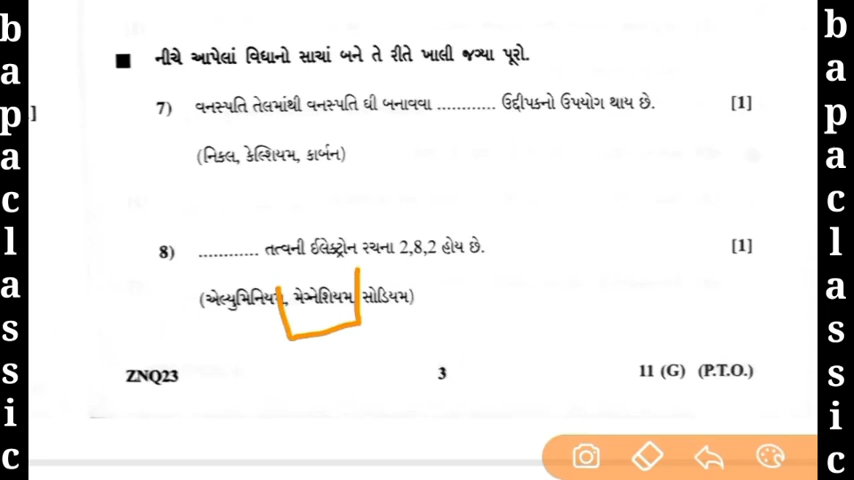 bapaclassic
■ નીચે આપેલાં વિધાનો સાચાં બને તે રીતે ખાલી જગ્યા પૂરો.
]
7) વનસ્પતિ તેલમાંથી વનસ્પતિ ઘી બનાવવા ............ ઉદ્દીપકનો ઉપયોગ થાય છે. [1]
(નિકલ, કેલ્શિયમ, કાર્બન)
8) ............ તત્વની ઈલેક્ટ્રોન રચના 2,8,2 હોય છે. [1]
(એલ્યુમિનિયમ, મેગ્નેશિયમ, સોડિયમ)
ZNQ23 3 11 (G) (P.T.O.)
bapaclassic